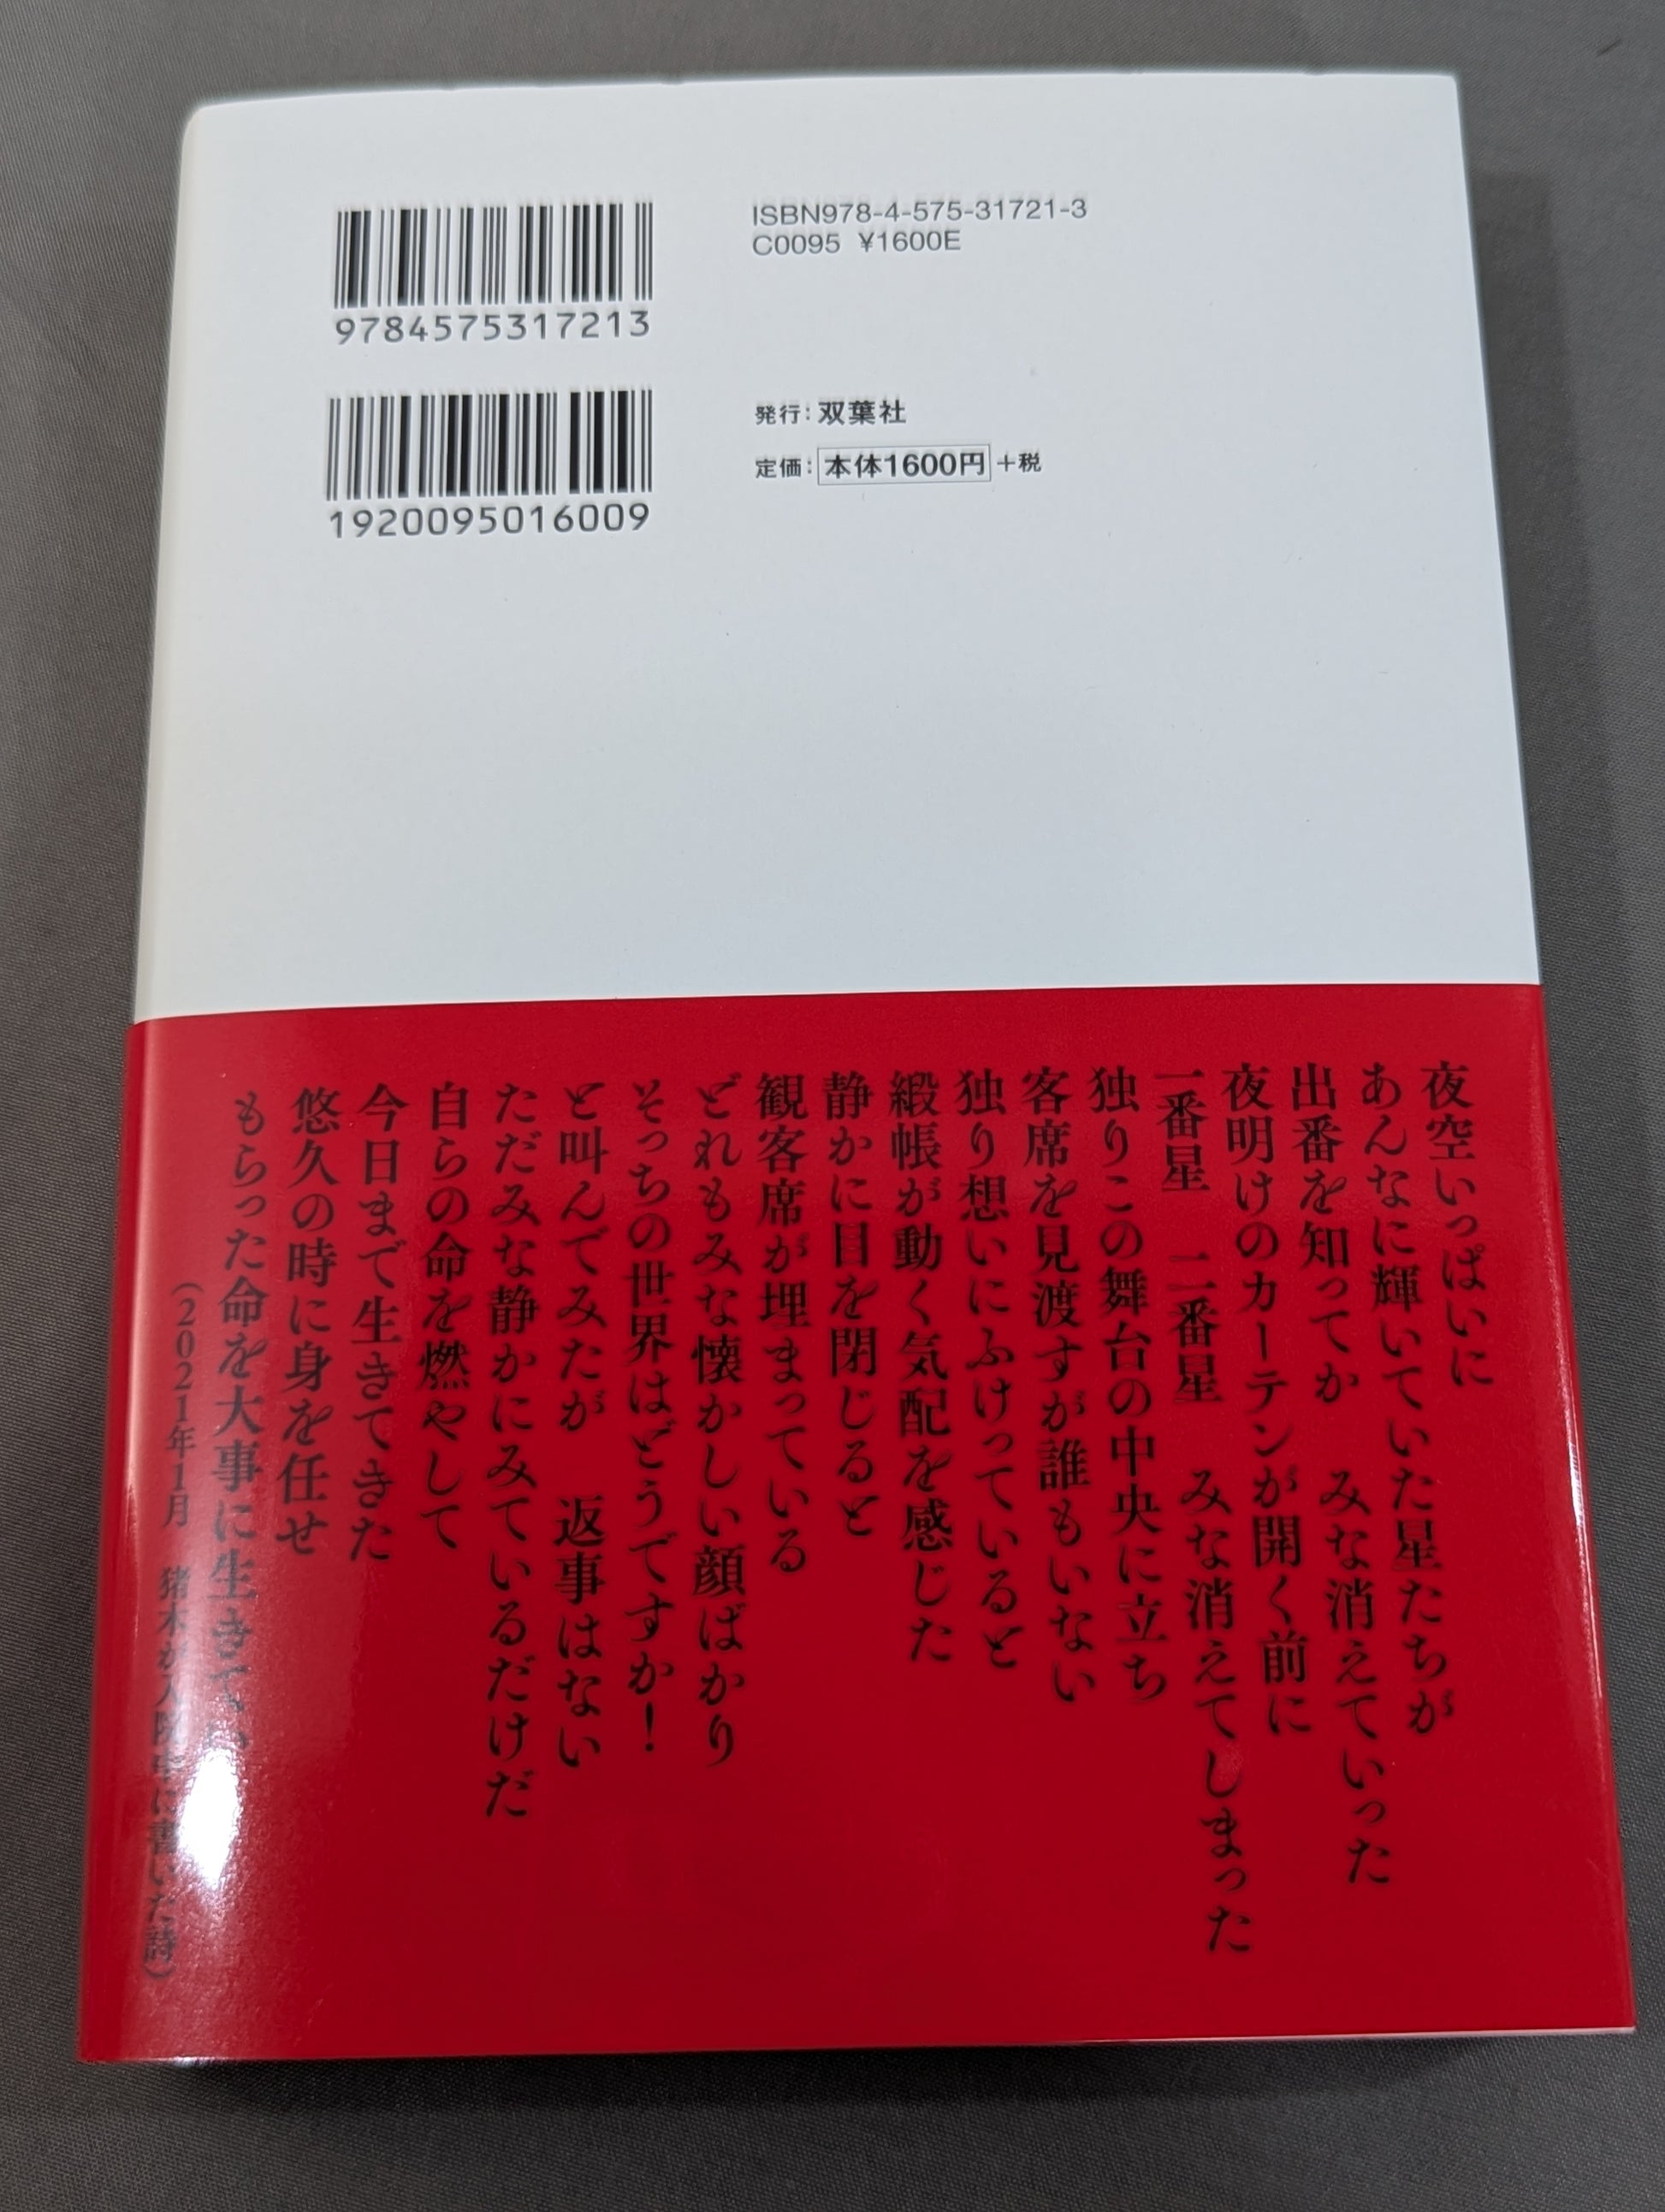 9784575317213
1920095016009
ISBN978-4-575-31721-3
C0095 ¥1600E
発行：双葉社
定価：本体1600円＋税
夜空いっぱいに
あんなに輝いていた星たちが
出番を知ってか　みな消えていった
夜明けのカーテンが開く前に
一番星　二番星　みな消えてしまった
独りこの舞台の中央に立ち
客席を見渡すが誰もいない
独り想いにふけっていると
緞帳が動く気配を感じた
静かに目を閉じると
観客席が埋まっている
どれもみな懐かしい顔ばかり
そっちの世界はどうですか！
と叫んでみたが　返事はない
ただみな静かにみているだけだ
自らの命を燃やして
今日まで生きてきた
悠久の時に身を任せ
もらった命を大事に生きて
（2021年1月　猪木が入院中に書いた詩）